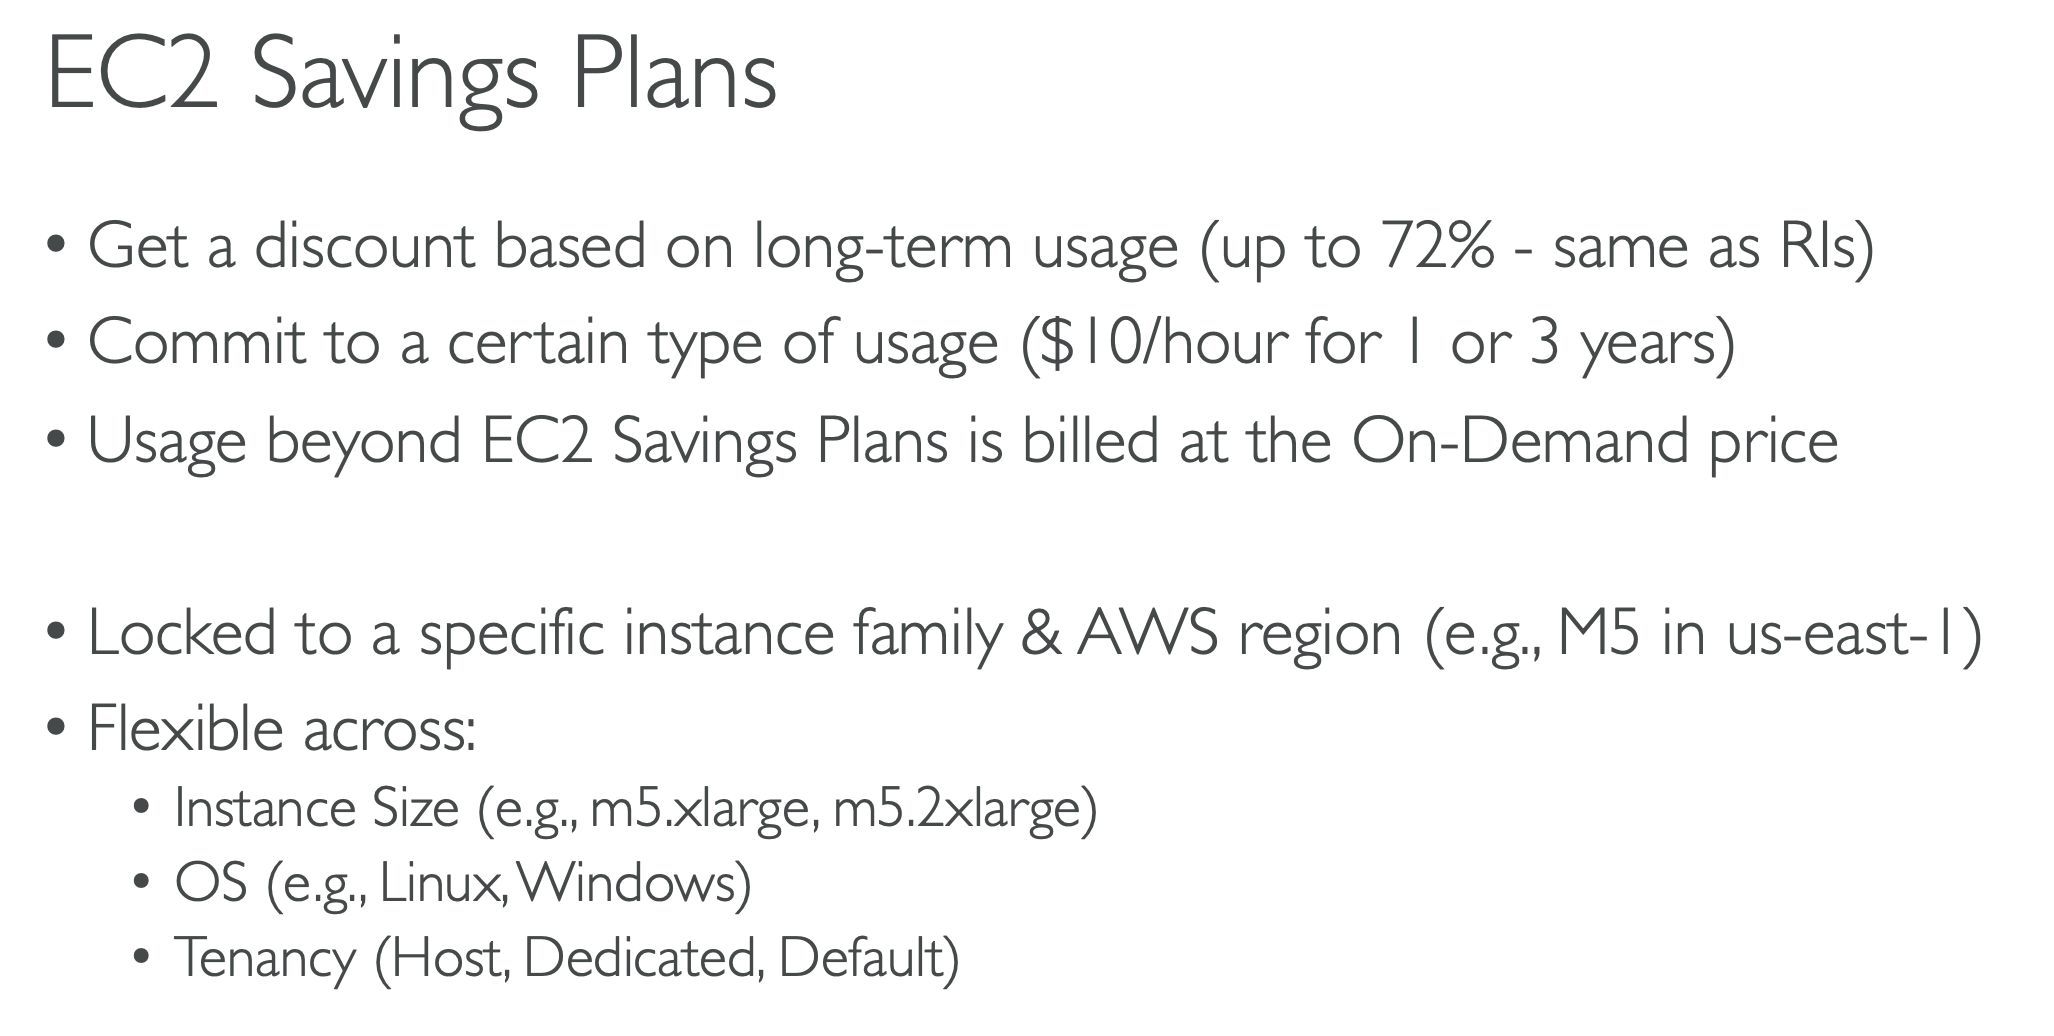 EC2 Savings Plans
• Get a discount based on long-term usage (up to 72% - same as RIs)
• Commit to a certain type of usage ($10/hour for 1 or 3 years)
• Usage beyond EC2 Savings Plans is billed at the On-Demand price
• Locked to a specific instance family & AWS region (e.g., M5 in us-east-1)
• Flexible across:
• Instance Size (e.g., m5.xlarge, m5.2xlarge)
• OS (e.g., Linux, Windows)
• Tenancy (Host, Dedicated, Default)